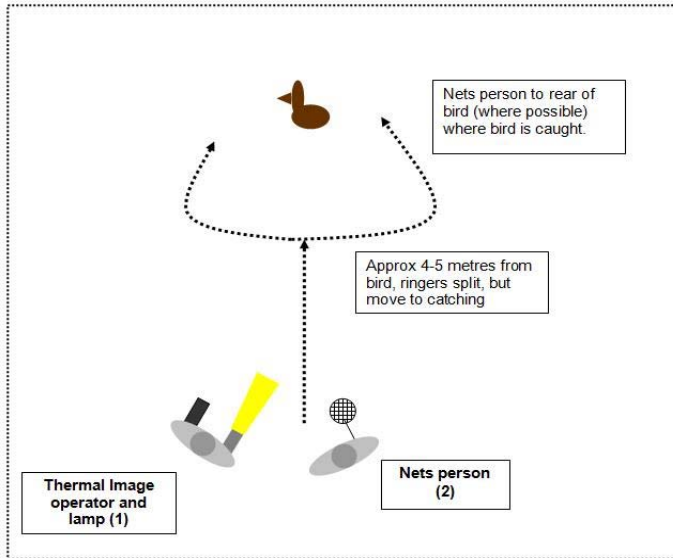 Nets person to rear of
bird (where possible)
where bird is caught.
Approx 4-5 metres from
bird, ringers split, but
move to catching
Thermal Image
operator and
lamp (1)
Nets person
(2)